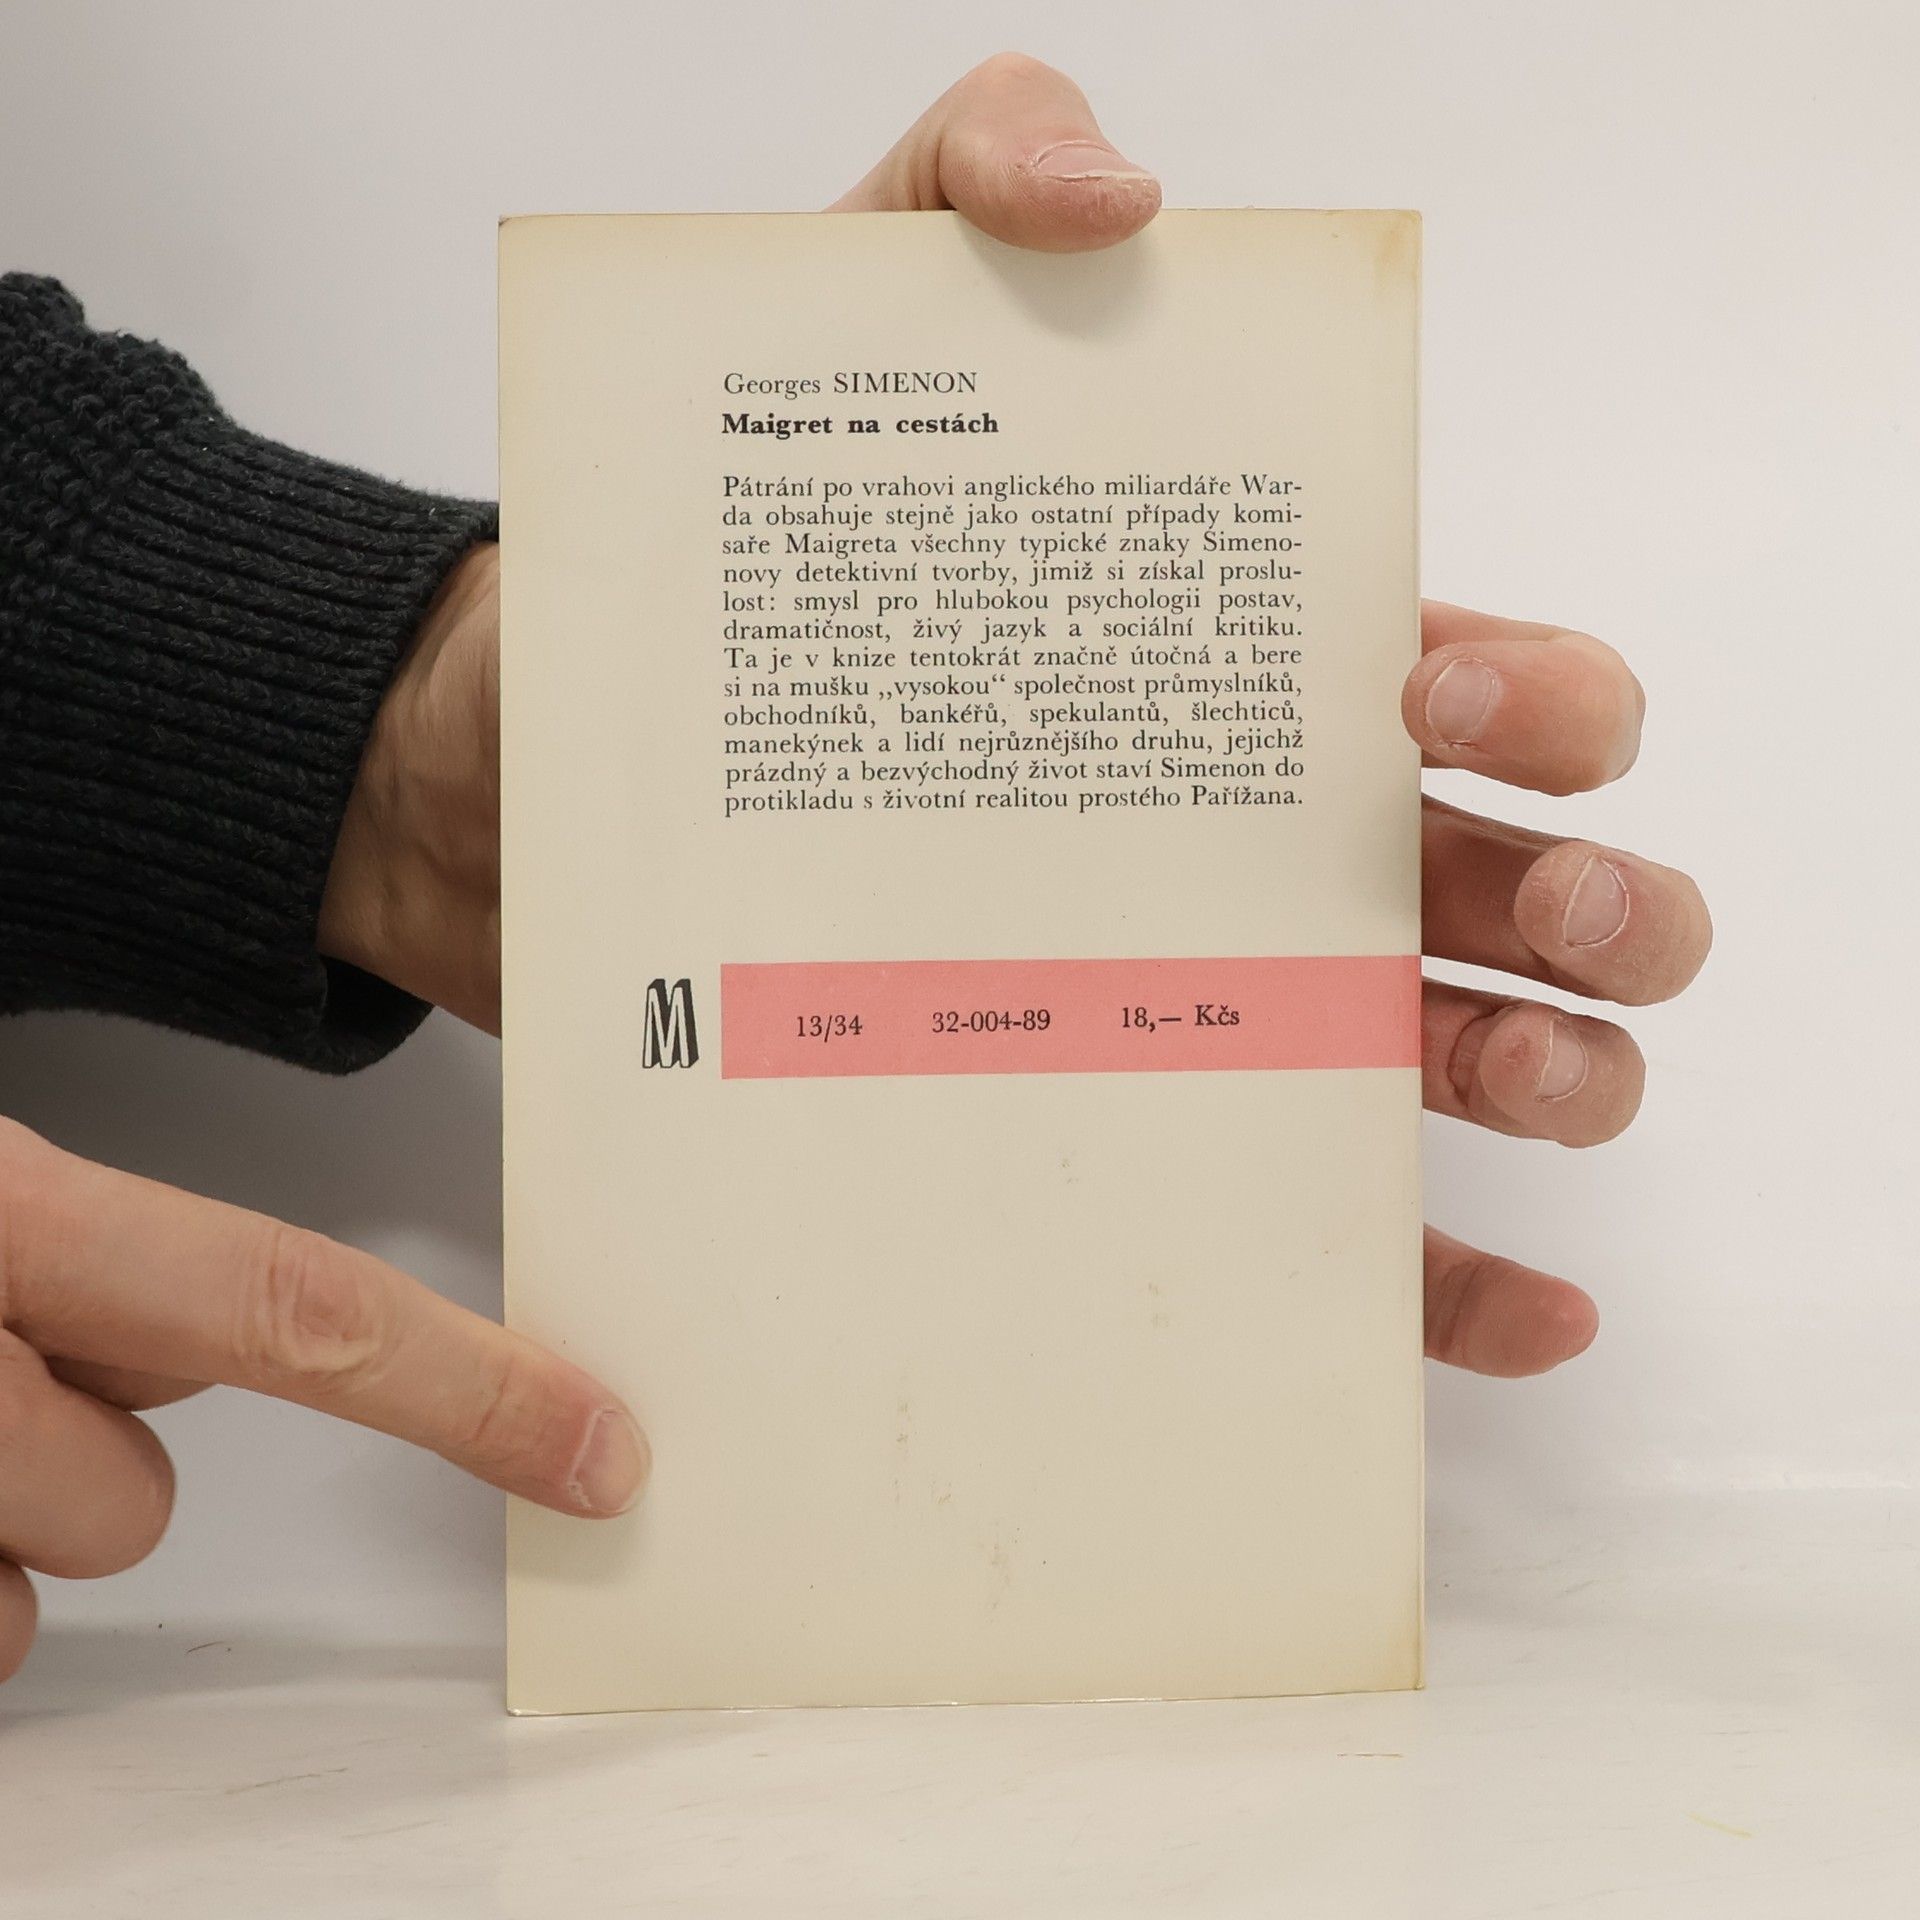 Georges SIMENON
Maigret na cestách
Pátrání po vrahovi anglického miliardáře War-
da obsahuje stejně jako ostatní případy komi-
saře Maigreta všechny typické znaky Simeno-
novy detektivní tvorby, jimiž si získal proslu-
lost: smysl pro hlubokou psychologii postav,
dramatičnost, živý jazyk a sociální kritiku.
Ta je v knize tentokrát značně útočná a bere
si na mušku „vysokou“ společnost průmyslníků,
obchodníků, bankéřů, spekulantů, šlechticů,
manekýnek a lidí nejrůznějšího druhu, jejichž
prázdný a bezvýchodný život staví Simenon do
protikladu s životní realitou prostého Pařížana.
M 13/34 32-004-89 18,— Kčs